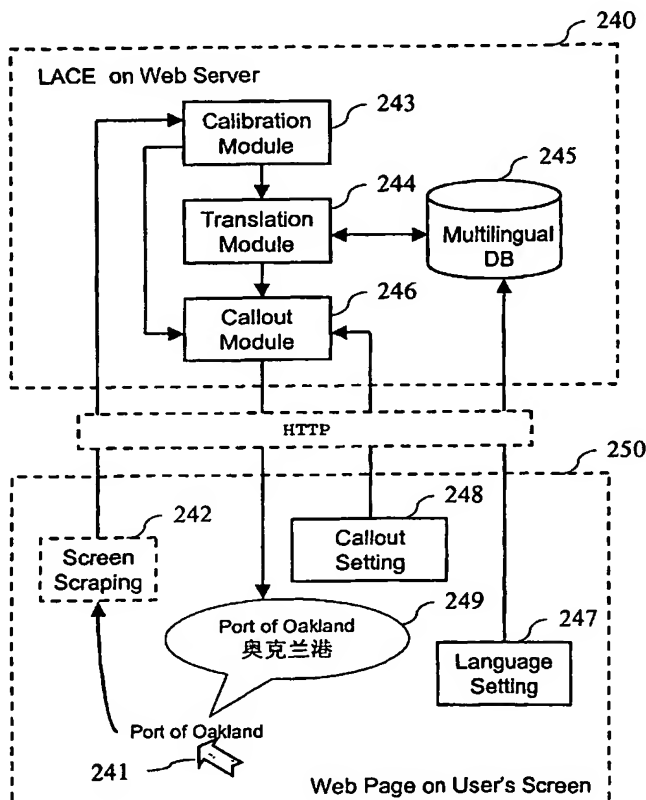 240
LACE on Web Server
243
Calibration
Module
245
244
Translation
Module
Multilingual
DB
246
Callout
Module
HTTP
250
248
242
Callout
Setting
Screen
Scraping
249
Port of Oakland
奥克兰港
247
Language
Setting
Port of Oakland
241
Web Page on User's Screen